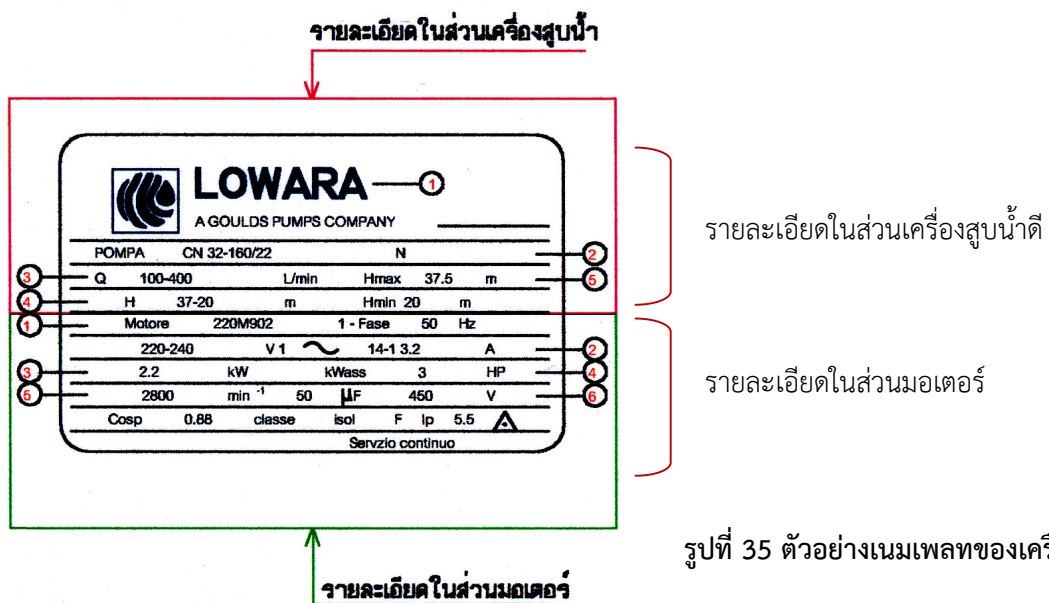 รายละเอียดในส่วนเครื่องสูบน้ำ
LOWARA 1
A GOULDS PUMPS COMPANY
POMPA CN 32-160/22 N 2
3 Q 100-400 L/min Hmax 37.5 m 5
4 H 37-20 m Hmin 20 m
1 Motore 220M902 1 - Fase 50 Hz
220-240 V 1 ~ 14-1 3.2 A 2
3 2.2 kW kWass 3 HP 4
5 2800 min -1 50 µF 450 V 6
Cosp 0.88 classe isol F Ip 5.5
Servzio continuo
รายละเอียดในส่วนเครื่องสูบน้ำดี
รายละเอียดในส่วนมอเตอร์
รูปที่ 35 ตัวอย่างเนมเพลทของเครื
รายละเอียดในส่วนมอเตอร์